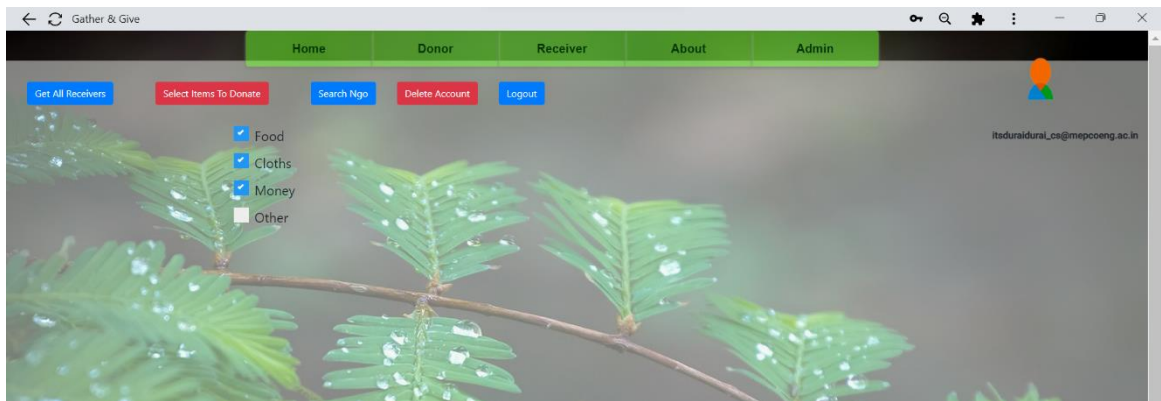 Gather & Give
Home Donor Receiver About Admin
Get All Receivers Select Items To Donate Search Ngo Delete Account Logout
Food
Cloths
Money
Other
itsduraidurai_cs@mepcoeng.ac.in